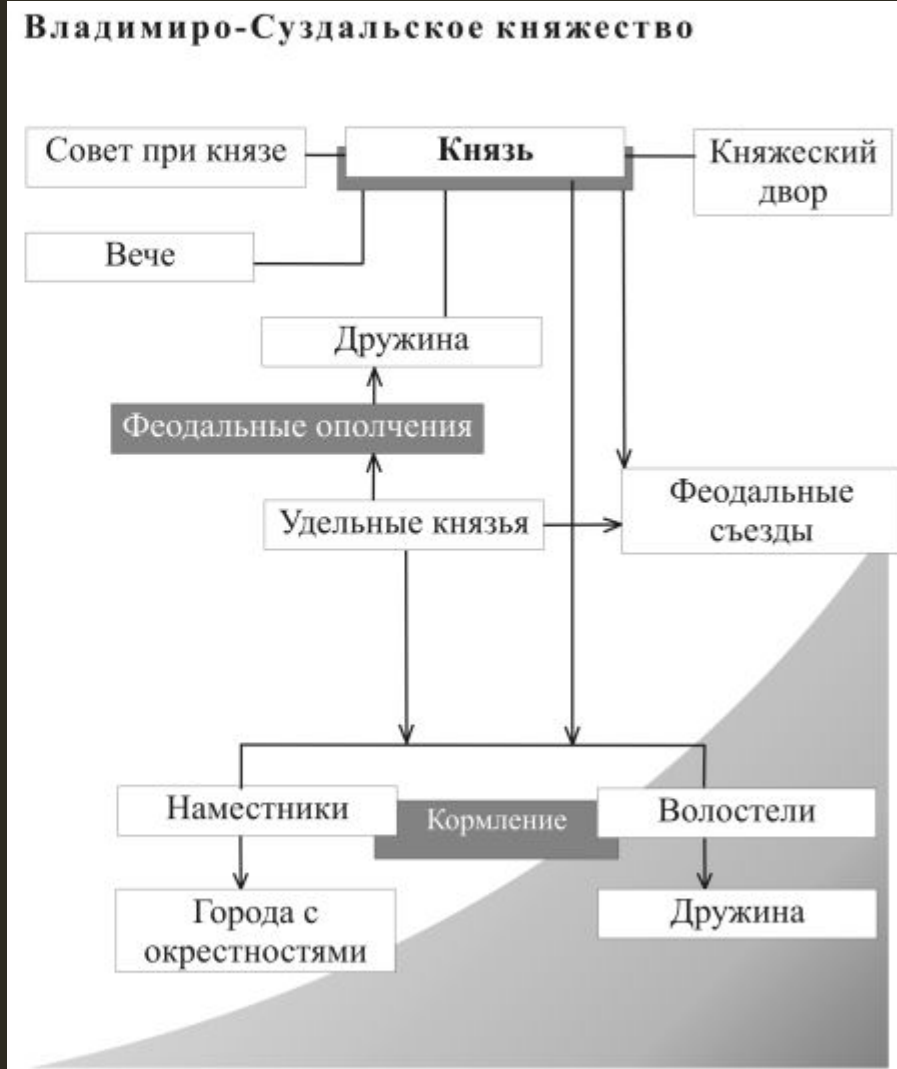 Владимиро-Суздальское княжество
Совет при князе
Князь
Княжеский
двор
Вече
Дружина
Феодальные ополчения
Удельные князья
Феодальные
съезды
Наместники
Кормление
Волостели
Города с
окрестностями
Дружина